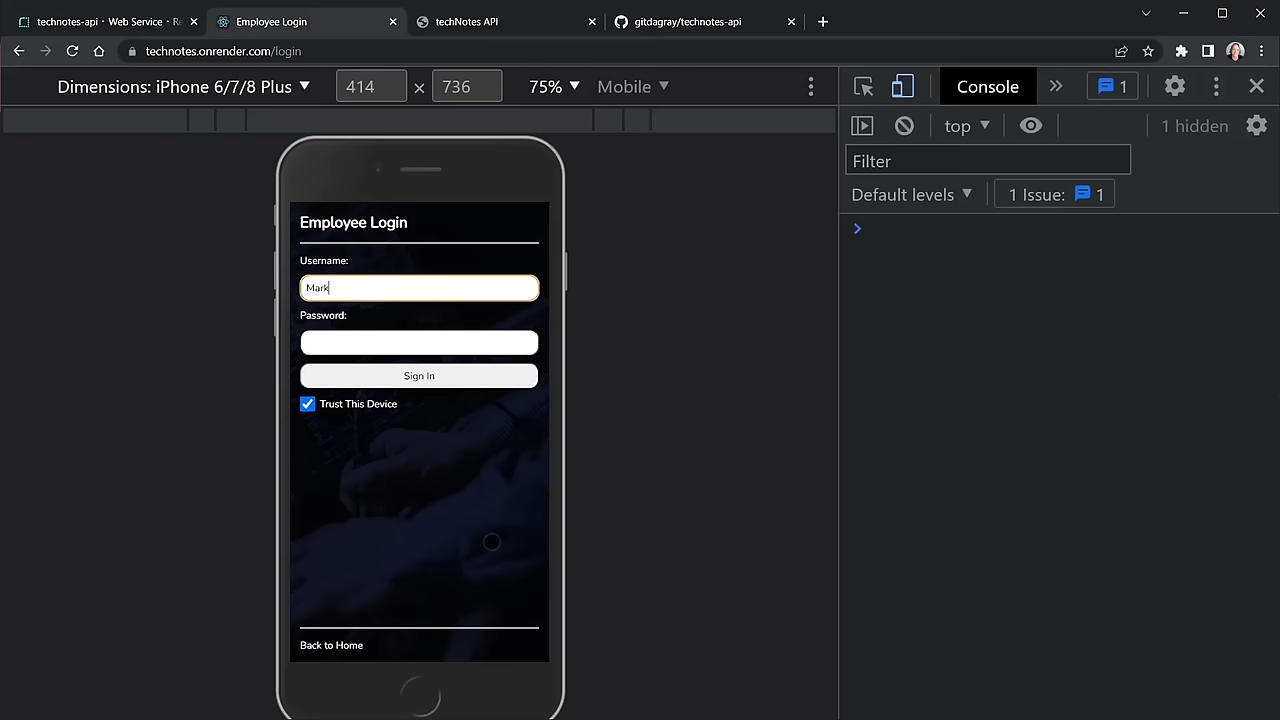 technotes-api · Web Service · Re
Employee Login
techNotes API
gitdagray/technotes-api
technotes.onrender.com/login
Dimensions: iPhone 6/7/8 Plus
414
×
736
75%
Mobile
Console
1
top
1 hidden
Filter
Default levels
1 Issue:
1
Employee Login
Username:
Mark
Password:
Sign In
Trust This Device
Back to Home